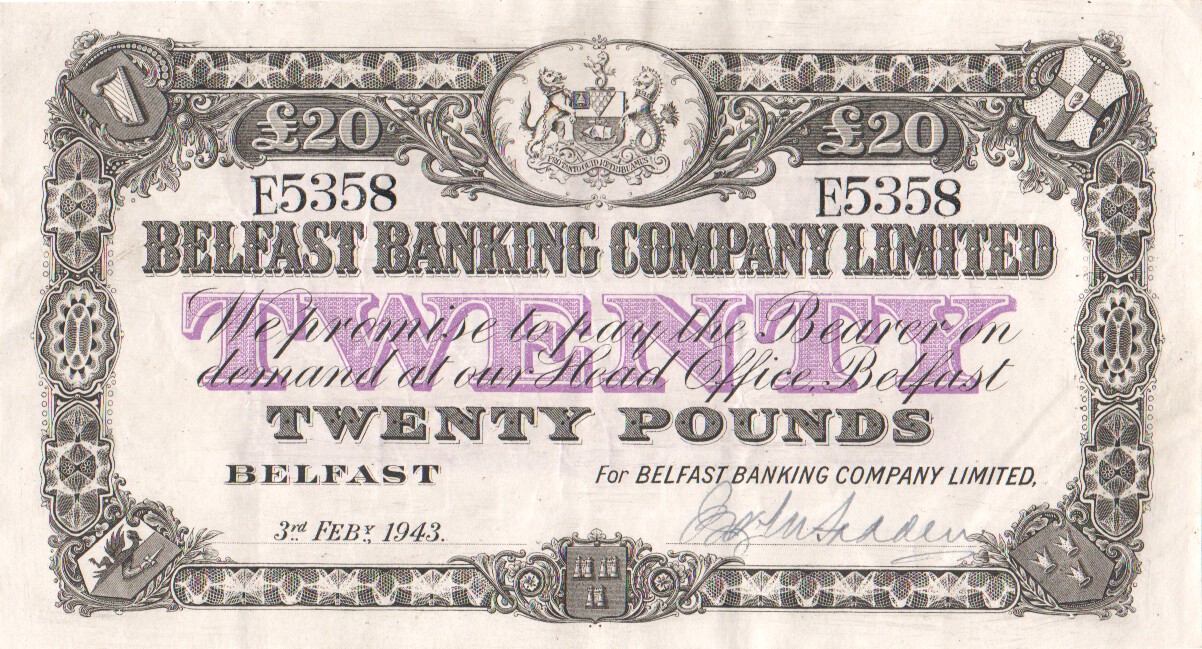 £20 £20
E5358 E5358
BELFAST BANKING COMPANY LIMITED
TWENTY
We promise to pay the Bearer on
demand at our Head Office, Belfast
TWENTY POUNDS
BELFAST
For BELFAST BANKING COMPANY LIMITED,
3rd FEBY., 1943.